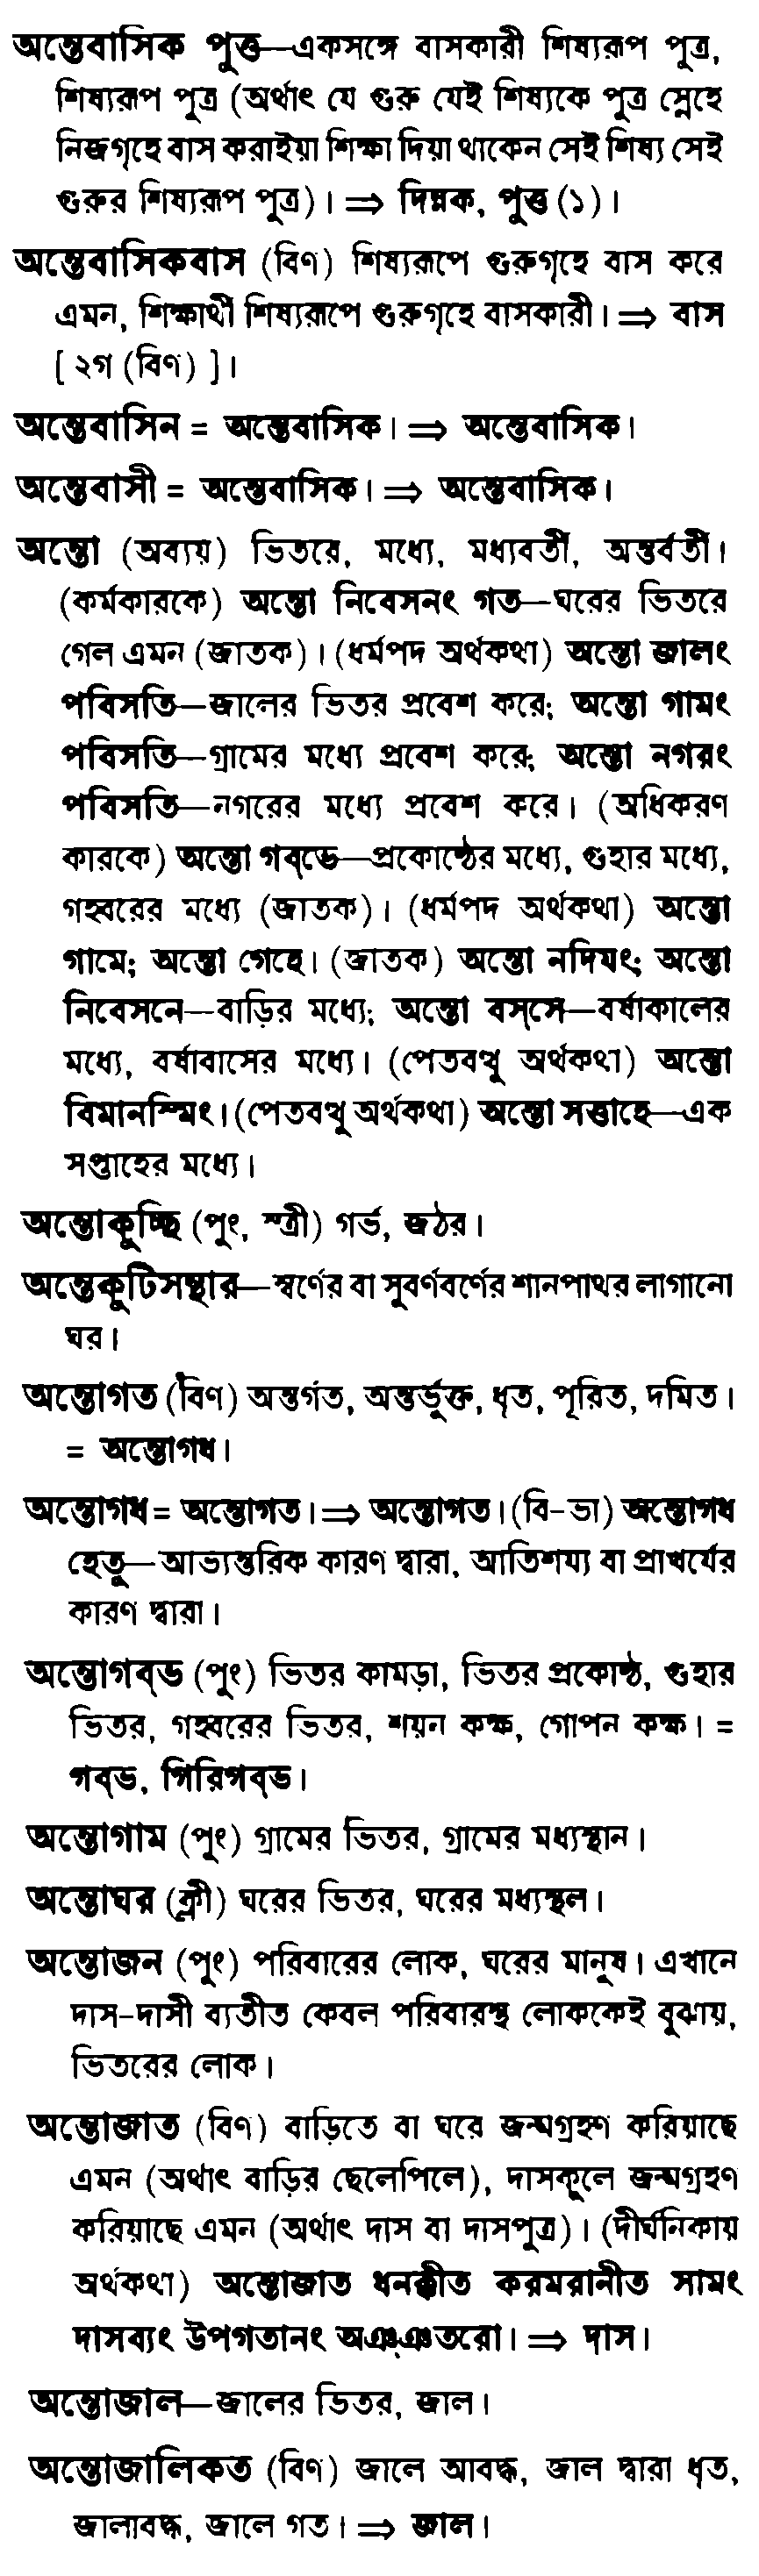 অন্তেবাসিক পুত্ত—একসঙ্গে বাসকারী শিষ্যরূপ পুত্র,
শিষ্যরূপ পুত্র (অর্থাৎ যে গুরু যেই শিষ্যকে পুত্র স্নেহে
নিজগৃহে বাস করাইয়া শিক্ষা দিয়া থাকেন সেই শিষ্য সেই
গুরুর শিষ্যরূপ পুত্র)। ⇒ দিন্নক, পুত্ত (১)।
অন্তেবাসিকবাস (বিণ) শিষ্যরূপে গুরুগৃহে বাস করে
এমন, শিক্ষার্থী শিষ্যরূপে গুরুগৃহে বাসকারী। ⇒ বাস
[ ২গ (বিণ) ]।
অন্তেবাসিন = অন্তেবাসিক। ⇒ অন্তেবাসিক।
অন্তেবাসী = অন্তেবাসিক। ⇒ অন্তেবাসিক।
অন্তো (অব্যয়) ভিতরে, মধ্যে, মধ্যবর্তী, অন্তর্বর্তী।
(কর্মকারকে) অন্তো নিবেসনং গত—ঘরের ভিতরে
গেল এমন (জাতক)। (ধর্মপদ অর্থকথা) অন্তো জালং
পবিসতি—জালের ভিতর প্রবেশ করে; অন্তো গামং
পবিসতি—গ্রামের মধ্যে প্রবেশ করে; অন্তো নগরং
পবিসতি—নগরের মধ্যে প্রবেশ করে। (অধিকরণ
কারকে) অন্তো গব্ভে—প্রকোষ্ঠের মধ্যে, গুহার মধ্যে,
গহ্বরের মধ্যে (জাতক)। (ধর্মপদ অর্থকথা) অন্তো
গামে; অন্তো গেহে। (জাতক) অন্তো নদিযং; অন্তো
নিবেসনে—বাড়ির মধ্যে; অন্তো বস্সে—বর্ষাকালের
মধ্যে, বর্ষাবাসের মধ্যে। (পেতবত্থু অর্থকথা) অন্তো
বিমানস্মিং। (পেতবত্থু অর্থকথা) অন্তো সত্তাহে—এক
সপ্তাহের মধ্যে।
অন্তোকুচ্ছি (পুং, স্ত্রী) গর্ভ, জঠর।
অন্তেকুটিসন্থার—স্বর্ণের বা সুবর্ণবর্ণের শানপাথর লাগানো
ঘর।
অন্তোগত (বিণ) অন্তর্গত, অন্তর্ভুক্ত, ধৃত, পূরিত, দমিত।
= অন্তোগধ।
অন্তোগধ = অন্তোগত। ⇒ অন্তোগত। (বি-ভা) অন্তোগধ
হেতু—আভ্যন্তরিক কারণ দ্বারা, আতিশয্য বা প্রাখর্যের
কারণ দ্বারা।
অন্তোগব্ভ (পুং) ভিতর কামড়া, ভিতর প্রকোষ্ঠ, গুহার
ভিতর, গহ্বরের ভিতর, শয়ন কক্ষ, গোপন কক্ষ। =
গব্ভ, গিরিগব্ভ।
অন্তোগাম (পুং) গ্রামের ভিতর, গ্রামের মধ্যস্থান।
অন্তোঘর (ক্লী) ঘরের ভিতর, ঘরের মধ্যস্থল।
অন্তোজন (পুং) পরিবারের লোক, ঘরের মানুষ। এখানে
দাস-দাসী ব্যতীত কেবল পরিবারস্থ লোককেই বুঝায়,
ভিতরের লোক।
অন্তোজাত (বিণ) বাড়িতে বা ঘরে জন্মগ্রহণ করিয়াছে
এমন (অর্থাৎ বাড়ির ছেলেপিলে), দাসকুলে জন্মগ্রহণ
করিয়াছে এমন (অর্থাৎ দাস বা দাসপুত্র)। (দীর্ঘনিকায়
অর্থকথা) অন্তোজাত ধনক্কীত করমরানীত সামং
দাসব্যং উপগতানং অঞ্ঞতরো। ⇒ দাস।
অন্তোজাল—জালের ভিতর, জাল।
অন্তোজালিকত (বিণ) জালে আবদ্ধ, জাল দ্বারা ধৃত,
জালাবদ্ধ, জালে গত। ⇒ জাল।